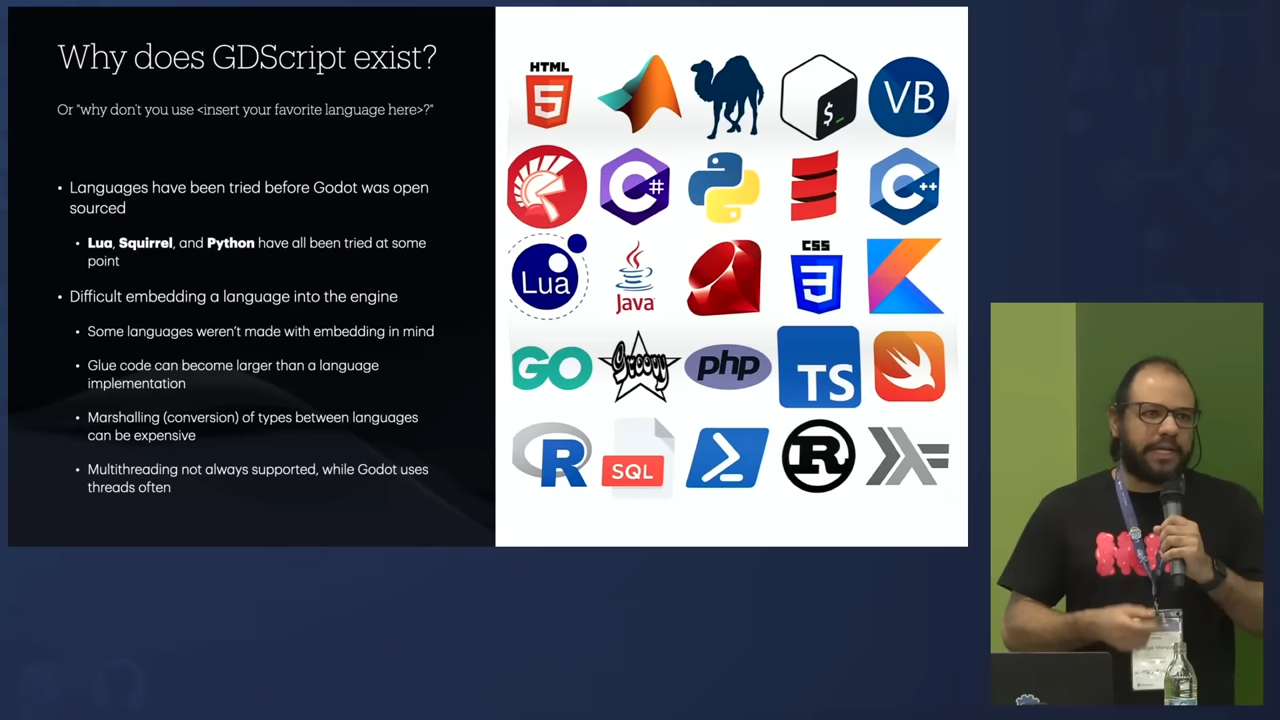 Why does GDScript exist?
Or "why don't you use <insert your favorite language here>?"
• Languages have been tried before Godot was open
sourced
• Lua, Squirrel, and Python have all been tried at some
point
• Difficult embedding a language into the engine
• Some languages weren't made with embedding in mind
• Glue code can become larger than a language
implementation
• Marshalling (conversion) of types between languages
can be expensive
• Multithreading not always supported, while Godot uses
threads often
HTML
5
$_
VB
C#
C++
Lua
Java
CSS
3
GO
Groovy
php
TS
R
SQL
R